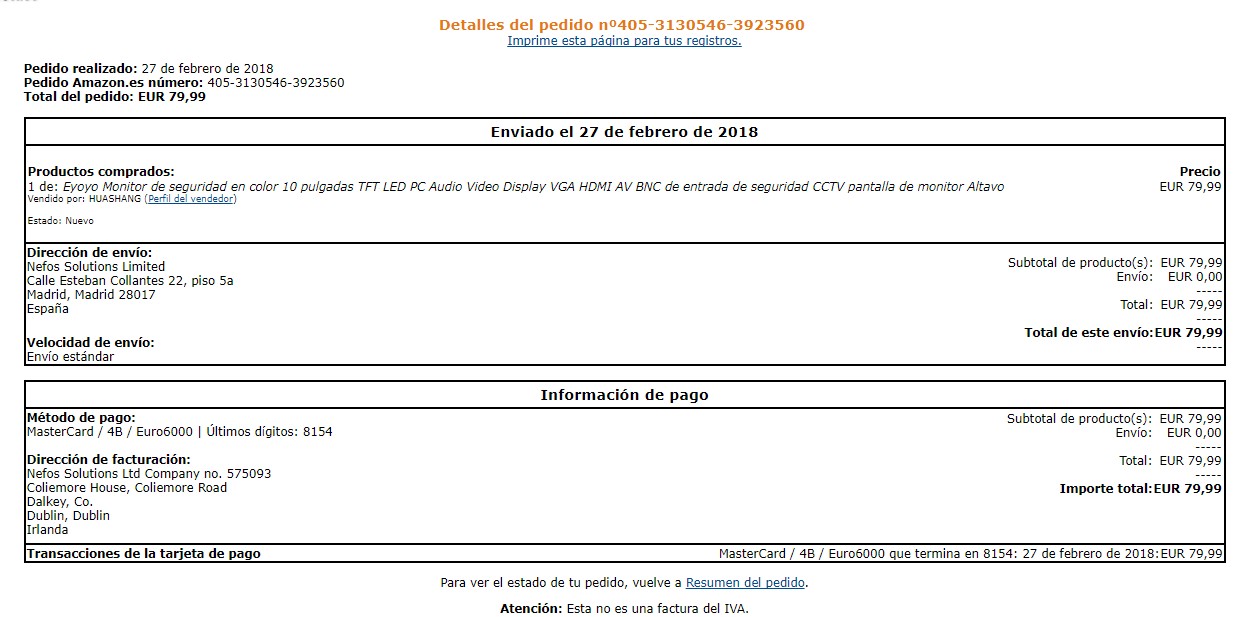 Detalles del pedido nº405-3130546-3923560
Imprime esta página para tus registros.
Pedido realizado: 27 de febrero de 2018
Pedido Amazon.es número: 405-3130546-3923560
Total del pedido: EUR 79,99
Enviado el 27 de febrero de 2018
Productos comprados: Precio
1 de: Eyoyo Monitor de seguridad en color 10 pulgadas TFT LED PC Audio Video Display VGA HDMI AV BNC de entrada de seguridad CCTV pantalla de monitor Altavo EUR 79,99
Vendido por: HUASHANG (Perfil del vendedor)
Estado: Nuevo
Dirección de envío:
Nefos Solutions Limited
Calle Esteban Collantes 22, piso 5a
Madrid, Madrid 28017
España
Velocidad de envío:
Envío estándar
Subtotal de producto(s): EUR 79,99
Envío: EUR 0,00
-----
Total: EUR 79,99
-----
Total de este envío:EUR 79,99
-----
Información de pago
Método de pago:
MasterCard / 4B / Euro6000 | Últimos dígitos: 8154
Dirección de facturación:
Nefos Solutions Ltd Company no. 575093
Coliemore House, Coliemore Road
Dalkey, Co.
Dublin, Dublin
Irlanda
Subtotal de producto(s): EUR 79,99
Envío: EUR 0,00
-----
Total: EUR 79,99
-----
Importe total:EUR 79,99
Transacciones de la tarjeta de pago MasterCard / 4B / Euro6000 que termina en 8154: 27 de febrero de 2018:EUR 79,99
Para ver el estado de tu pedido, vuelve a Resumen del pedido.
Atención: Esta no es una factura del IVA.